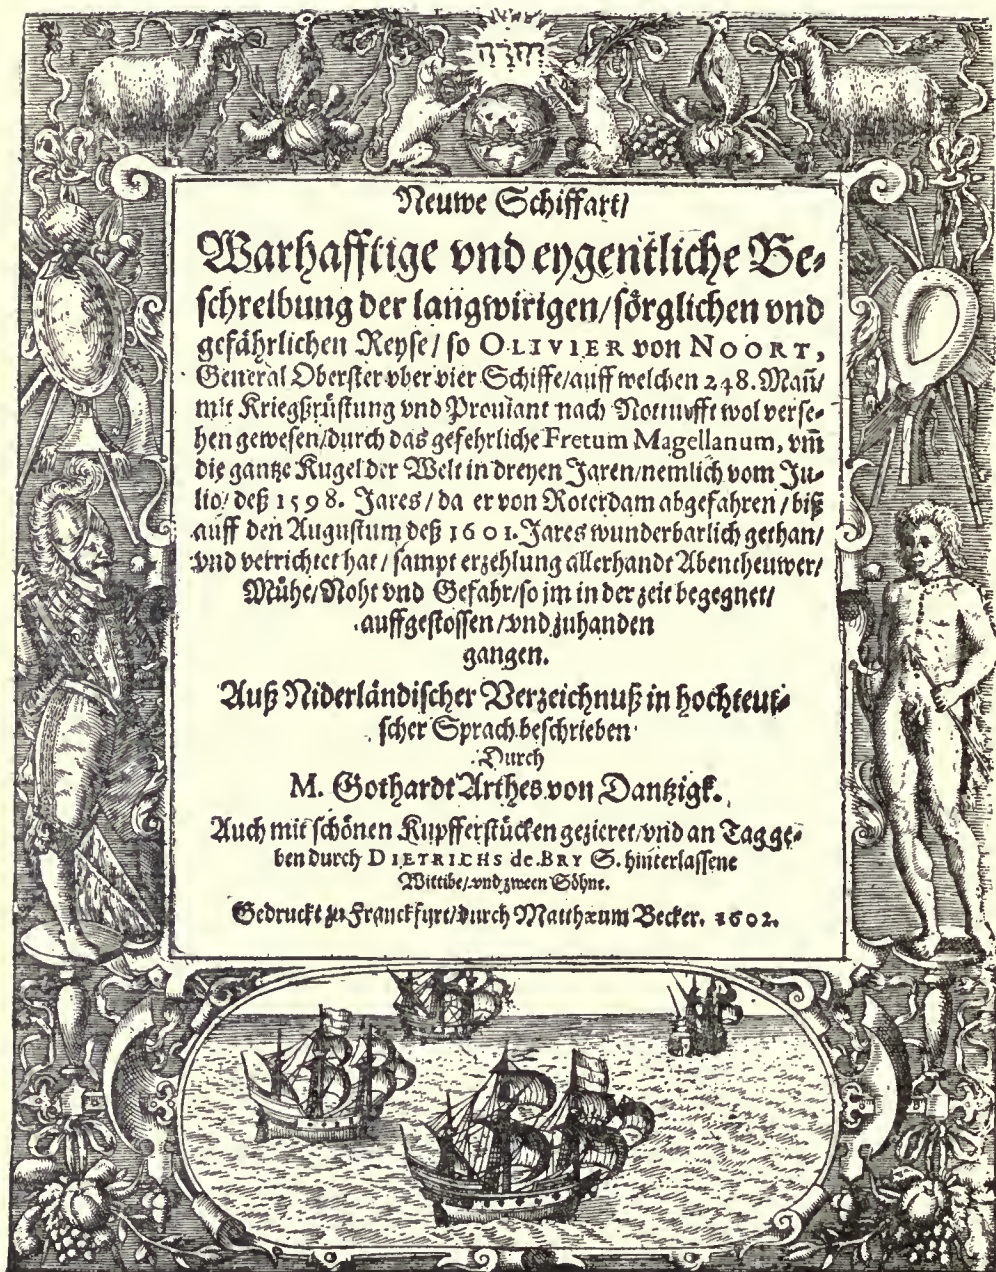 יהוה
Neuwe Schiffart/
Warhafftige vnd eygentliche Be-
schreibung der langwirigen/sörglichen vnd
gefährlichen Reyse/ so OLIVIER von NOORT,
General Oberster vber vier Schiffe/auff welchen 248. Mañ/
mit Kriegßrüstung vnd Prouiant nach Notturfft wol verse-
hen gewesen/durch das gefehrliche Fretum Magellanum, vm̃
die gantze Kugel der Welt in dreyen Jaren/nemlich vom Ju-
lio/ deß 1598. Jares/ da er von Roterdam abgefahren/ biß
auff den Augustum deß 1601. Jares wunderbarlich gethan/
vnd verrichtet hat/ sampt erzehlung allerhandt Abentheuwer/
Mühe/Noht vnd Gefahr/so jm in der zeit begegnet/
auffgestossen/vnd zuhanden
gangen.
Auß Niderländischer Verzeichnuß in hochteut-
scher Sprach beschrieben
Durch
M. Gothardt Arthes von Dantzigk.
Auch mit schönen Kupfferstücken gezieret/vnd an Tag ge-
ben durch DIETRICHS de BRY S. hinterlassene
Wittibe/vnd zween Söhne.
Gedruckt zu Franckfurt/durch Matthæum Becker. 1602.